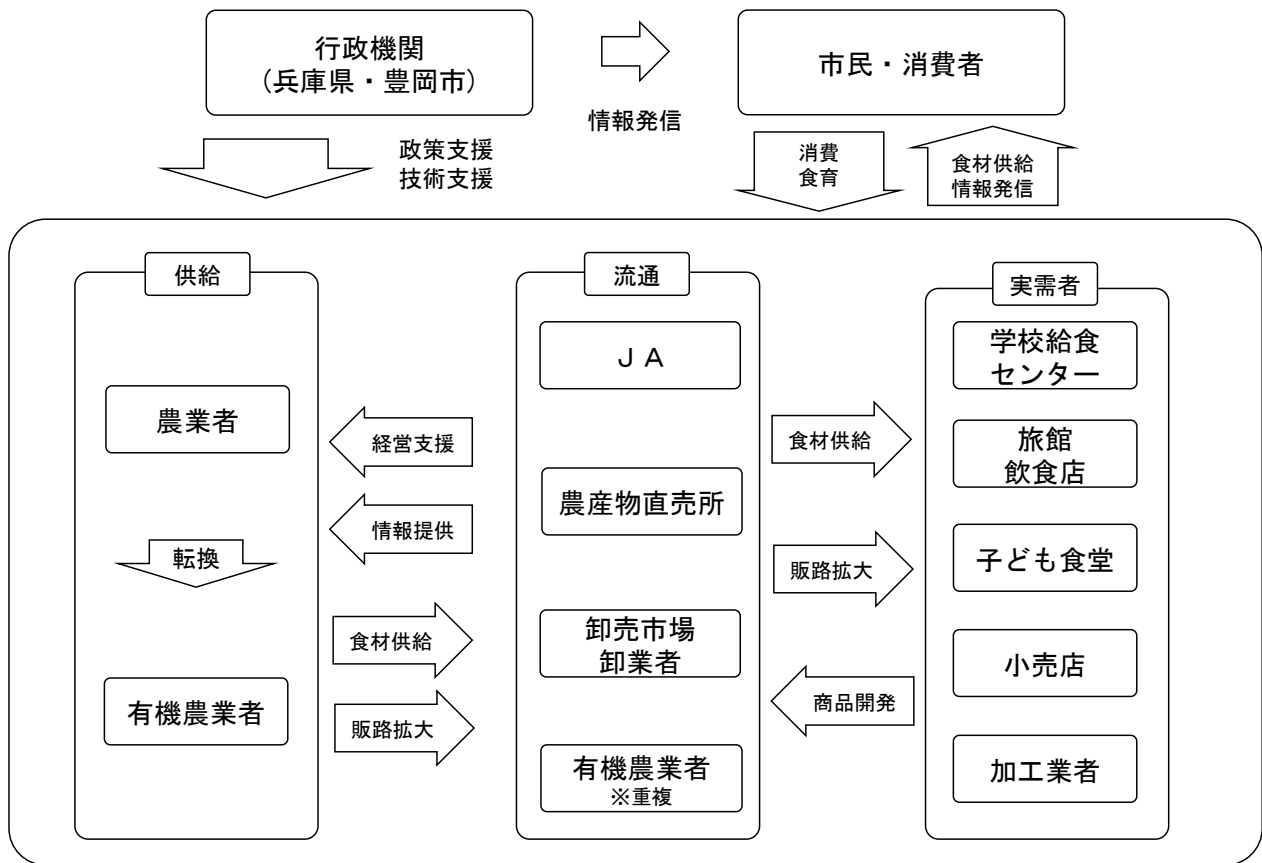 行政機関
（兵庫県・豊岡市）
情報発信
市民・消費者
政策支援
技術支援
消費
食育
食材供給
情報発信
供給
農業者
転換
有機農業者
経営支援
情報提供
食材供給
販路拡大
流通
ＪＡ
農産物直売所
卸売市場
卸業者
有機農業者
※重複
食材供給
販路拡大
商品開発
実需者
学校給食
センター
旅館
飲食店
子ども食堂
小売店
加工業者